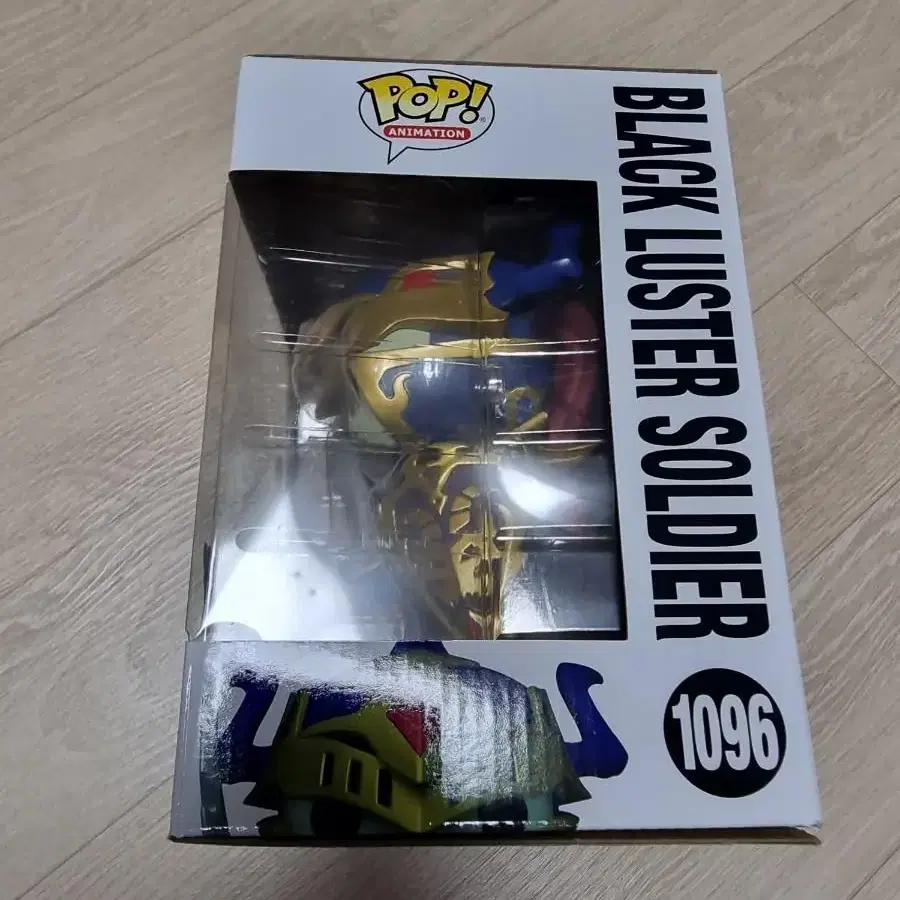 POP!
ANIMATION
BLACK LUSTER SOLDIER
1096